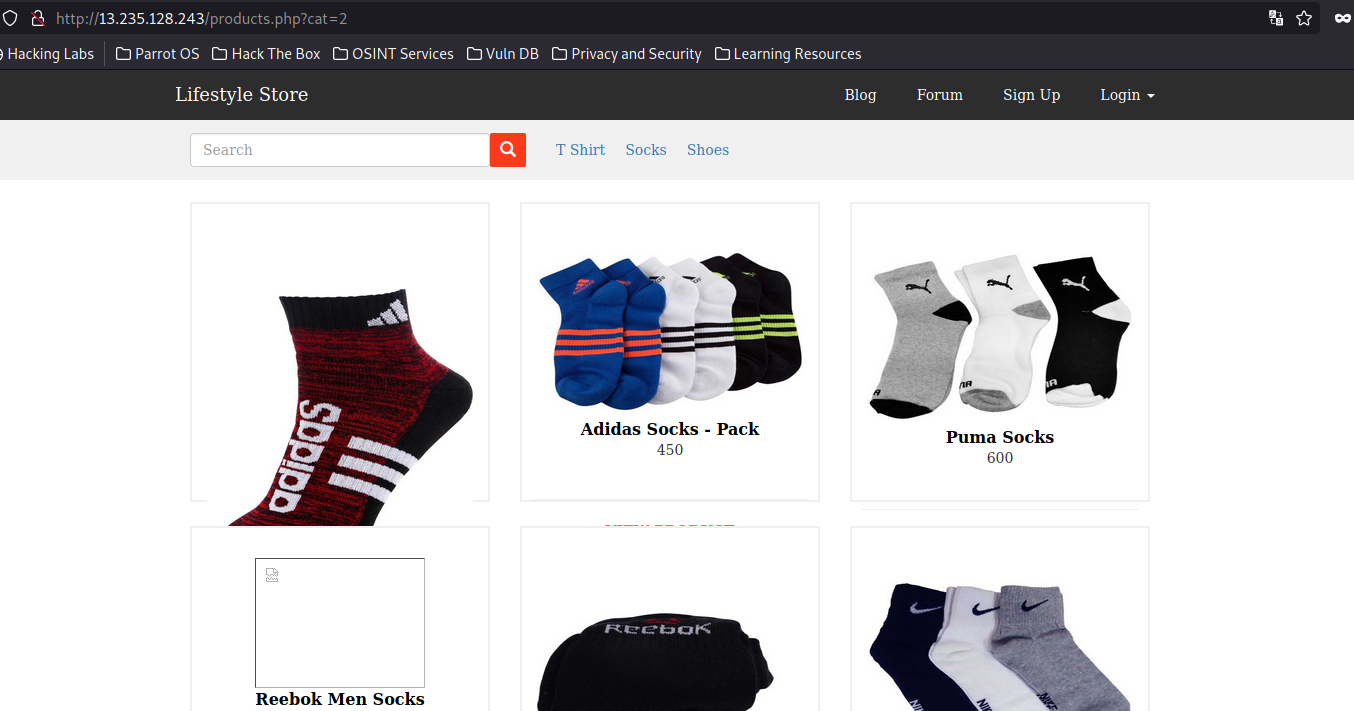 http://13.235.128.243/products.php?cat=2
Hacking Labs Parrot OS Hack The Box OSINT Services Vuln DB Privacy and Security Learning Resources
Lifestyle Store Blog Forum Sign Up Login
Search T Shirt Socks Shoes
adidas
Adidas Socks - Pack
450
Puma Socks
600
Reebok
Reebok Men Socks